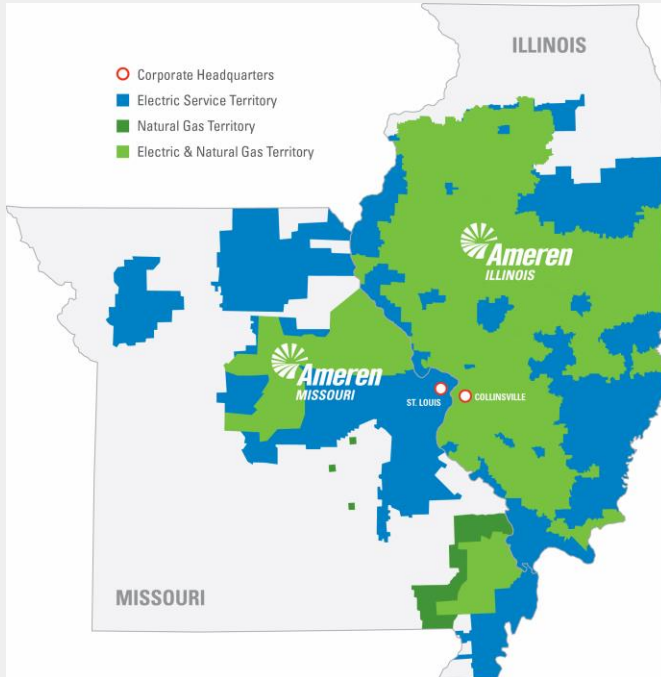 ILLINOIS
Corporate Headquarters
Electric Service Territory
Natural Gas Territory
Electric & Natural Gas Territory
Ameren
ILLINOIS
Ameren
MISSOURI
ST. LOUIS
COLLINSVILLE
MISSOURI